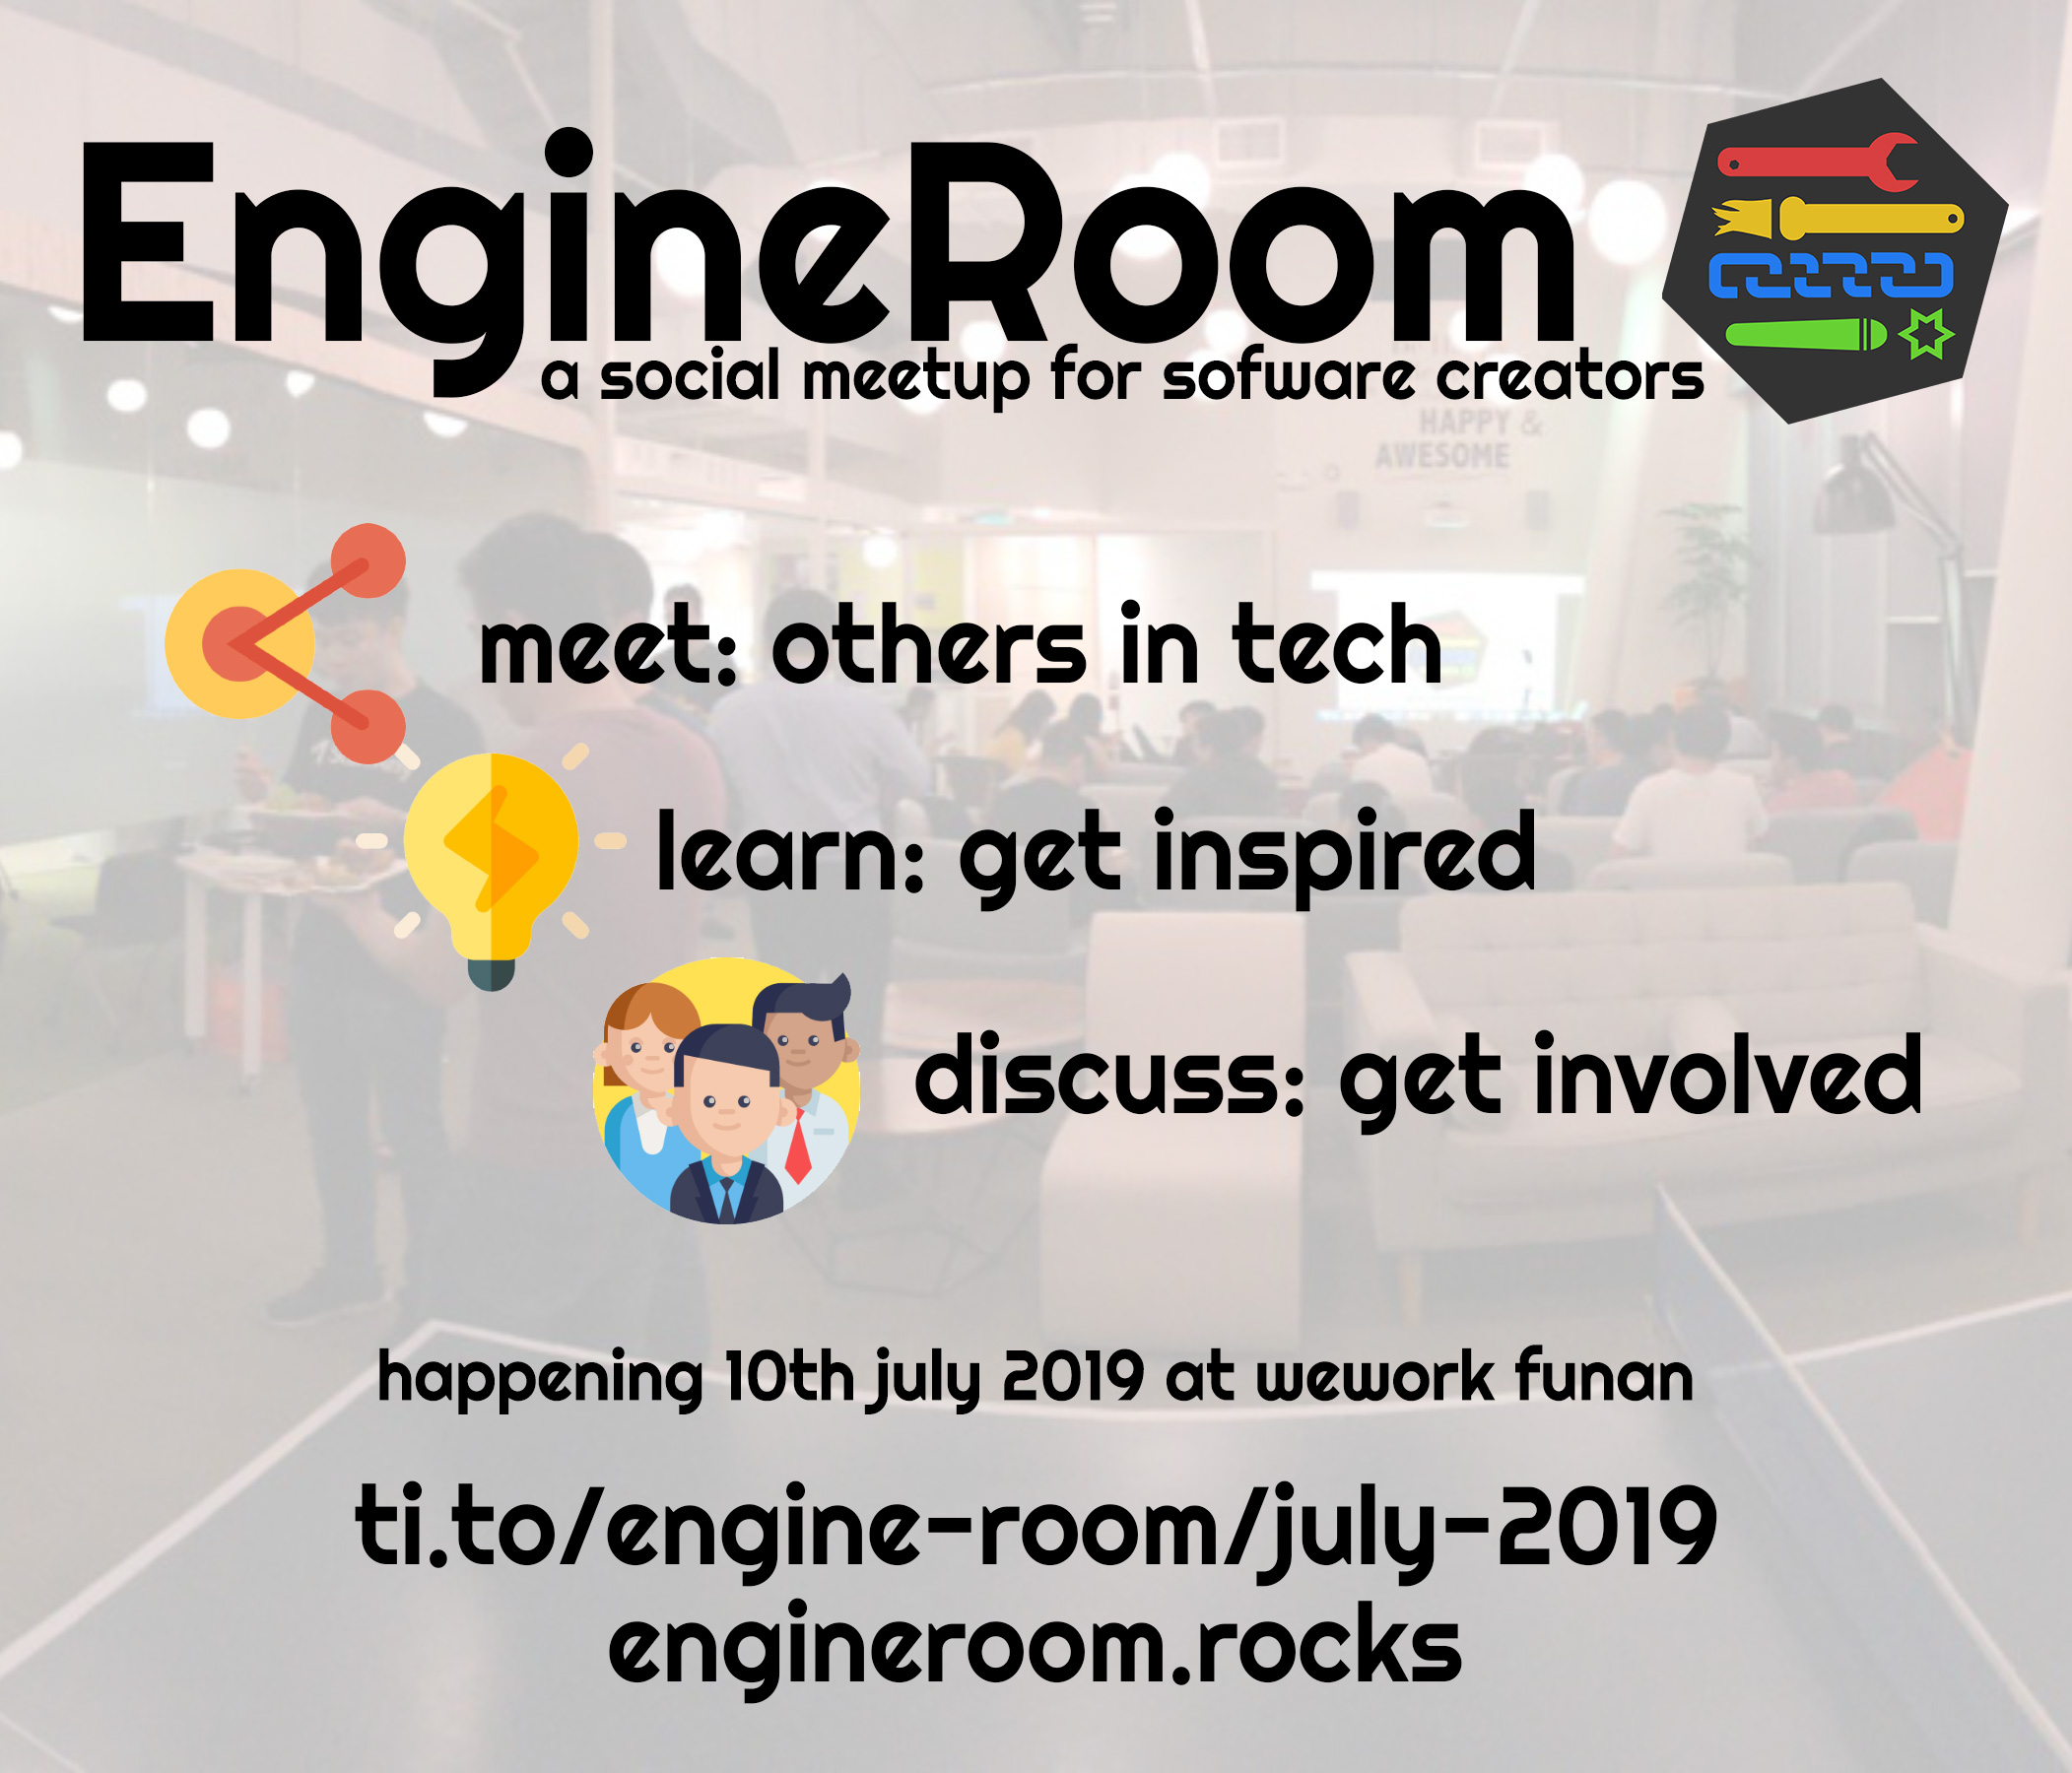 EngineRoom
a social meetup for sofware creators
HAPPY &
AWESOME
meet: others in tech
learn: get inspired
discuss: get involved
happening 10th july 2019 at wework funan
ti.to/engine-room/july-2019
engineroom.rocks